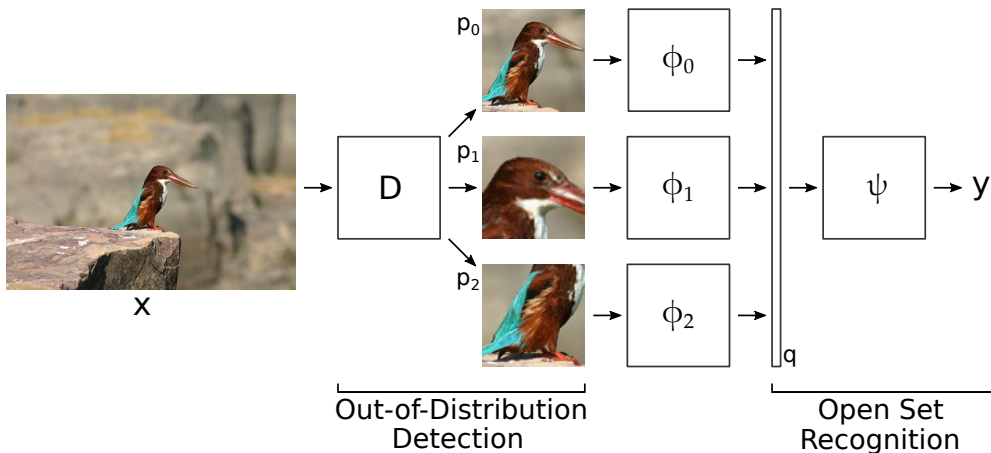 p₀
ϕ₀
x
D
p₁
ϕ₁
ψ
y
p₂
ϕ₂
q
Out-of-Distribution
Detection
Open Set
Recognition